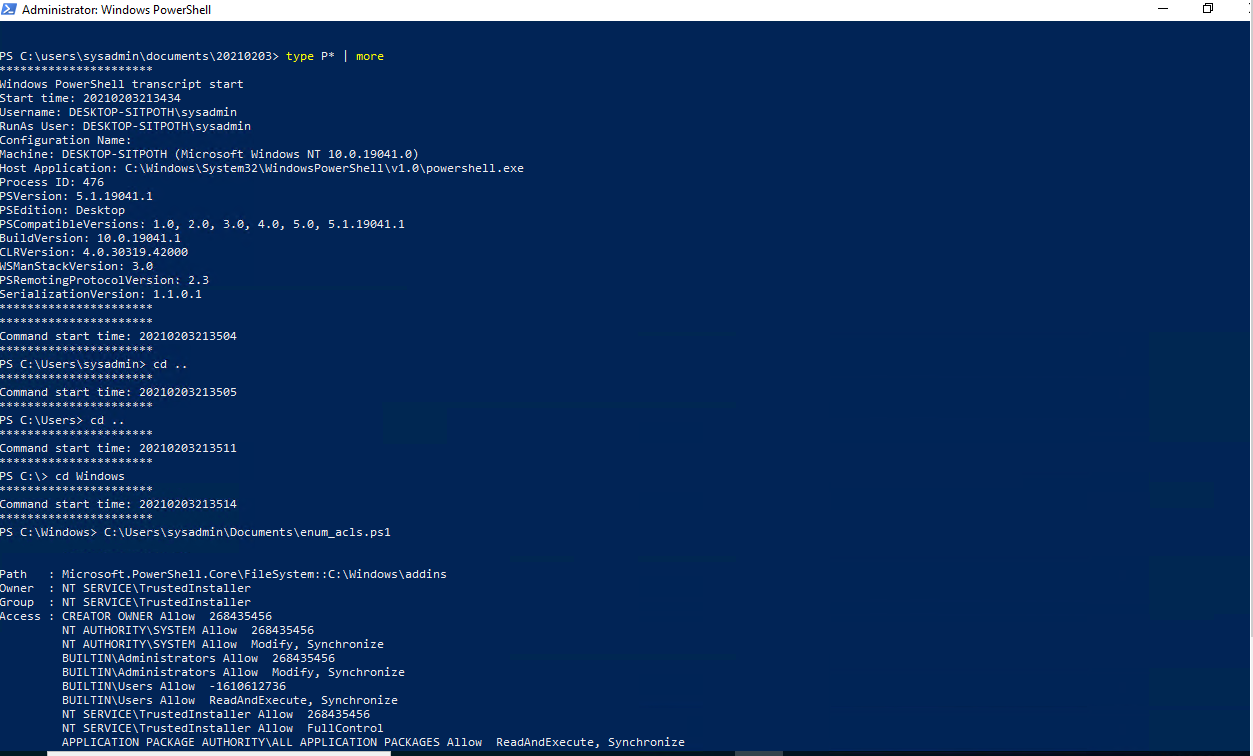 Administrator: Windows PowerShell
PS C:\users\sysadmin\documents\20210203> type P* | more
**********************
Windows PowerShell transcript start
Start time: 20210203213434
Username: DESKTOP-SITPOTH\sysadmin
RunAs User: DESKTOP-SITPOTH\sysadmin
Configuration Name:
Machine: DESKTOP-SITPOTH (Microsoft Windows NT 10.0.19041.0)
Host Application: C:\Windows\System32\WindowsPowerShell\v1.0\powershell.exe
Process ID: 476
PSVersion: 5.1.19041.1
PSEdition: Desktop
PSCompatibleVersions: 1.0, 2.0, 3.0, 4.0, 5.0, 5.1.19041.1
BuildVersion: 10.0.19041.1
CLRVersion: 4.0.30319.42000
WSManStackVersion: 3.0
PSRemotingProtocolVersion: 2.3
SerializationVersion: 1.1.0.1
**********************
**********************
Command start time: 20210203213504
**********************
PS C:\Users\sysadmin> cd ..
**********************
Command start time: 20210203213505
**********************
PS C:\Users> cd ..
**********************
Command start time: 20210203213511
**********************
PS C:\> cd Windows
**********************
Command start time: 20210203213514
**********************
PS C:\Windows> C:\Users\sysadmin\Documents\enum_acls.ps1
Path   : Microsoft.PowerShell.Core\FileSystem::C:\Windows\addins
Owner  : NT SERVICE\TrustedInstaller
Group  : NT SERVICE\TrustedInstaller
Access : CREATOR OWNER Allow  268435456
NT AUTHORITY\SYSTEM Allow  268435456
NT AUTHORITY\SYSTEM Allow  Modify, Synchronize
BUILTIN\Administrators Allow  268435456
BUILTIN\Administrators Allow  Modify, Synchronize
BUILTIN\Users Allow  -1610612736
BUILTIN\Users Allow  ReadAndExecute, Synchronize
NT SERVICE\TrustedInstaller Allow  268435456
NT SERVICE\TrustedInstaller Allow  FullControl
APPLICATION PACKAGE AUTHORITY\ALL APPLICATION PACKAGES Allow  ReadAndExecute, Synchronize